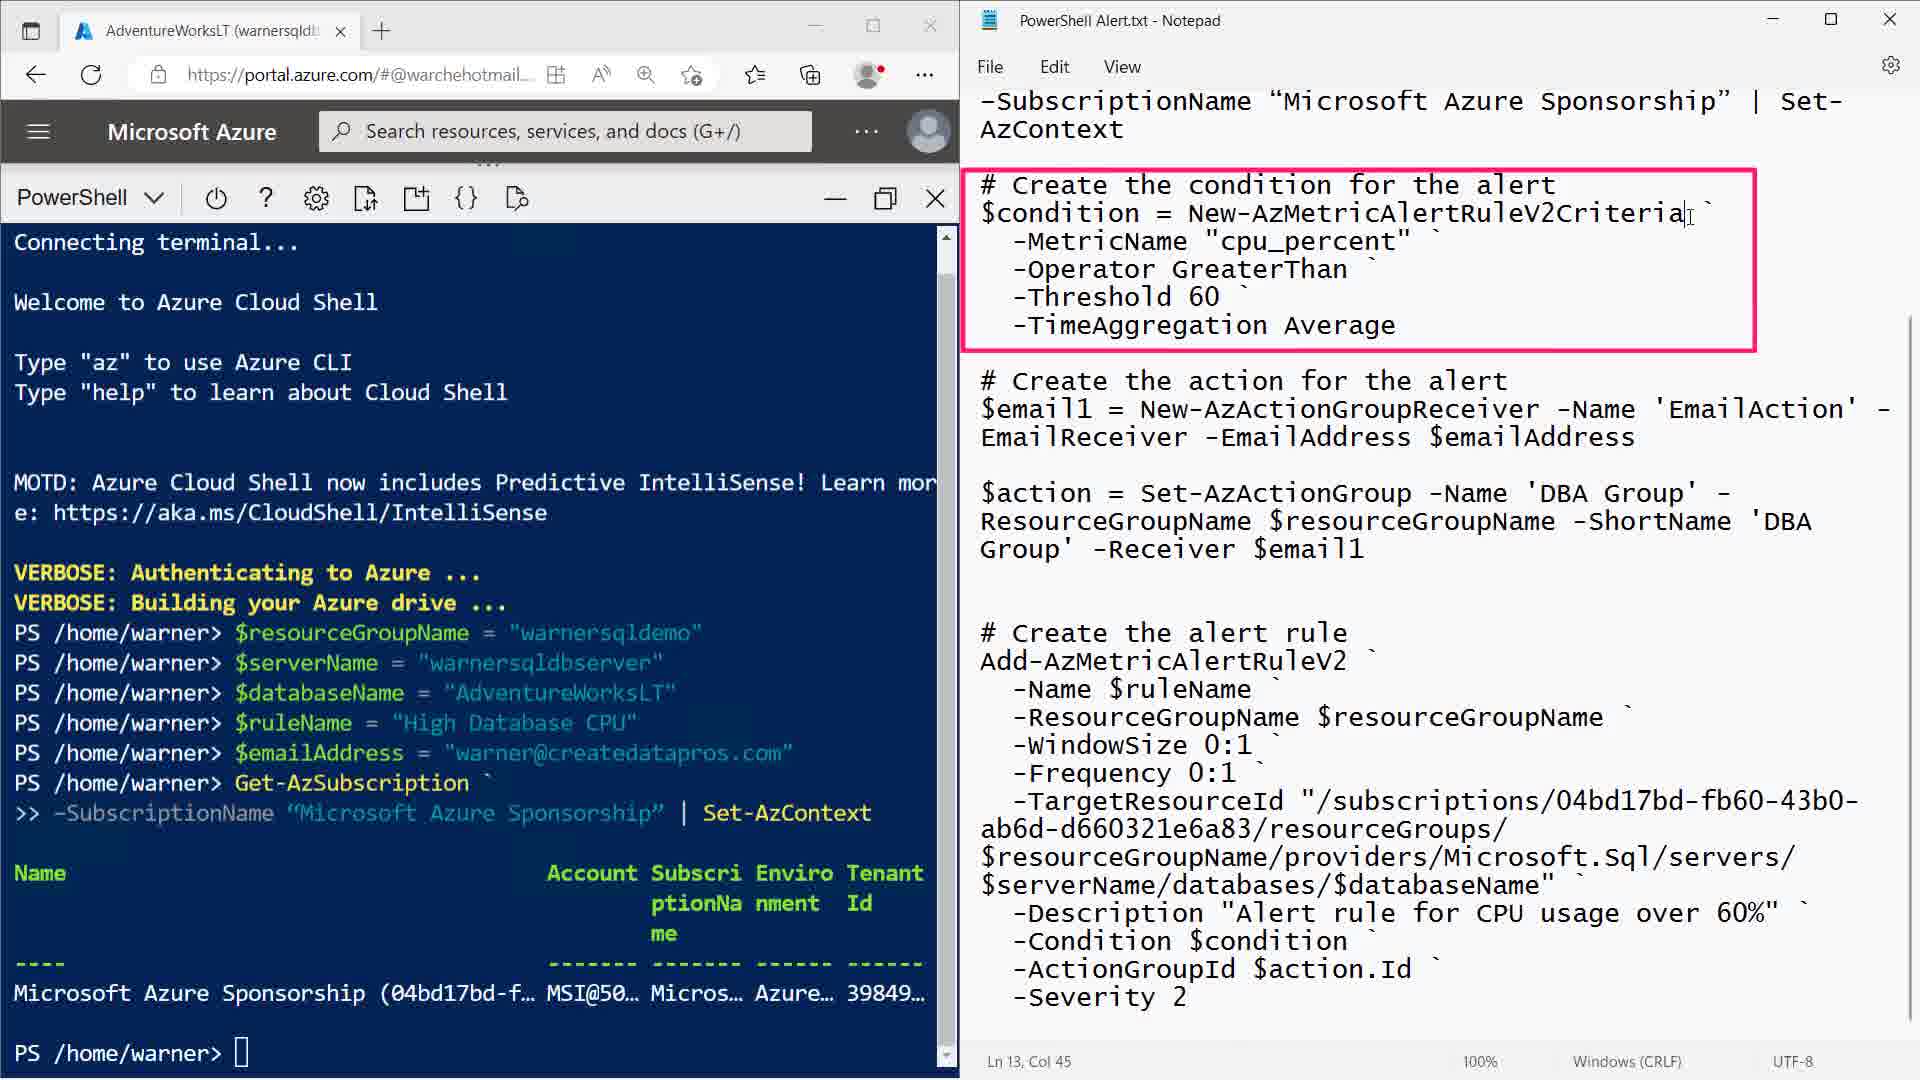 AdventureWorksLT (warnersqldb
https://portal.azure.com/#@warchehotmail...
Microsoft Azure
Search resources, services, and docs (G+/)
PowerShell
Connecting terminal...
Welcome to Azure Cloud Shell
Type "az" to use Azure CLI
Type "help" to learn about Cloud Shell
MOTD: Azure Cloud Shell now includes Predictive IntelliSense! Learn mor
e: https://aka.ms/CloudShell/IntelliSense
VERBOSE: Authenticating to Azure ...
VERBOSE: Building your Azure drive ...
PS /home/warner> $resourceGroupName = "warnersqldemo"
PS /home/warner> $serverName = "warnersqldbserver"
PS /home/warner> $databaseName = "AdventureWorksLT"
PS /home/warner> $ruleName = "High Database CPU"
PS /home/warner> $emailAddress = "warner@createdatapros.com"
PS /home/warner> Get-AzSubscription `
>> -SubscriptionName “Microsoft Azure Sponsorship” | Set-AzContext
Name Account Subscri Enviro Tenant
ptionNa nment Id
me
---- ------- ------- ------ ------
Microsoft Azure Sponsorship (04bd17bd-f… MSI@50… Micros… Azure… 39849…
PS /home/warner>
PowerShell Alert.txt - Notepad
File Edit View
-SubscriptionName “Microsoft Azure Sponsorship” | Set-
AzContext
# Create the condition for the alert
$condition = New-AzMetricAlertRuleV2Criteria `
-MetricName "cpu_percent" `
-Operator GreaterThan `
-Threshold 60 `
-TimeAggregation Average
# Create the action for the alert
$email1 = New-AzActionGroupReceiver -Name 'EmailAction' -
EmailReceiver -EmailAddress $emailAddress
$action = Set-AzActionGroup -Name 'DBA Group' -
ResourceGroupName $resourceGroupName -ShortName 'DBA
Group' -Receiver $email1
# Create the alert rule
Add-AzMetricAlertRuleV2 `
-Name $ruleName `
-ResourceGroupName $resourceGroupName `
-WindowSize 0:1 `
-Frequency 0:1 `
-TargetResourceId "/subscriptions/04bd17bd-fb60-43b0-
ab6d-d660321e6a83/resourceGroups/
$resourceGroupName/providers/Microsoft.Sql/servers/
$serverName/databases/$databaseName" `
-Description "Alert rule for CPU usage over 60%" `
-Condition $condition `
-ActionGroupId $action.Id `
-Severity 2
Ln 13, Col 45 100% Windows (CRLF) UTF-8